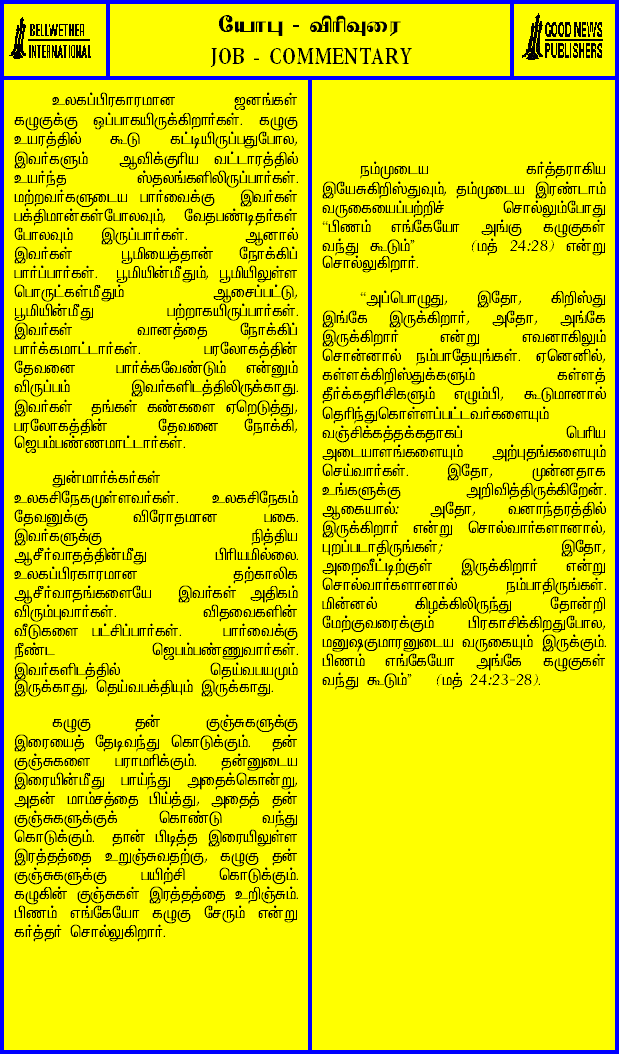 BELLWETHER
INTERNATIONAL
யோபு - விரிவுரை
JOB - COMMENTARY
GOOD NEWS
PUBLISHERS
உலகப்பிரகாரமான ஜனங்கள்
கழுகுக்கு ஒப்பாகயிருக்கிறார்கள். கழுகு
உயரத்தில் கூடு கட்டியிருப்பதுபோல,
இவர்களும் ஆவிக்குரிய வட்டாரத்தில்
உயர்ந்த ஸ்தலங்களிலிருப்பார்கள்.
மற்றவர்களுடைய பார்வைக்கு இவர்கள்
பக்திமான்கள்போலவும், வேதபண்டிதர்கள்
போலவும் இருப்பார்கள். ஆனால்
இவர்கள் பூமியைத்தான் நோக்கிப்
பார்ப்பார்கள். பூமியின்மீதும், பூமியிலுள்ள
பொருட்கள்மீதும் ஆசைப்பட்டு,
பூமியின்மீது பற்றாகயிருப்பார்கள்.
இவர்கள் வானத்தை நோக்கிப்
பார்க்கமாட்டார்கள். பரலோகத்தின்
தேவனை பார்க்கவேண்டும் என்னும்
விருப்பம் இவர்களிடத்திலிருக்காது.
இவர்கள் தங்கள் கண்களை ஏறெடுத்து,
பரலோகத்தின் தேவனை நோக்கி,
ஜெபம்பண்ணமாட்டார்கள்.
துன்மார்க்கர்கள்
உலகசிநேகமுள்ளவர்கள். உலகசிநேகம்
தேவனுக்கு விரோதமான பகை.
இவர்களுக்கு நித்திய
ஆசீர்வாதத்தின்மீது பிரியமில்லை.
உலகப்பிரகாரமான தற்காலிக
ஆசீர்வாதங்களையே இவர்கள் அதிகம்
விரும்புவார்கள். விதவைகளின்
வீடுகளை பட்சிப்பார்கள். பார்வைக்கு
நீண்ட ஜெபம்பண்ணுவார்கள்.
இவர்களிடத்தில் தெய்வபயமும்
இருக்காது, தெய்வபக்தியும் இருக்காது.
கழுகு தன் குஞ்சுகளுக்கு
இரையைத் தேடிவந்து கொடுக்கும். தன்
குஞ்சுகளை பராமரிக்கும். தன்னுடைய
இரையின்மீது பாய்ந்து அதைக்கொன்று,
அதன் மாம்சத்தை பிய்த்து, அதைத் தன்
குஞ்சுகளுக்குக் கொண்டு வந்து
கொடுக்கும். தான் பிடித்த இரையிலுள்ள
இரத்தத்தை உறுஞ்சுவதற்கு, கழுகு தன்
குஞ்சுகளுக்கு பயிற்சி கொடுக்கும்.
கழுகின் குஞ்சுகள் இரத்தத்தை உறிஞ்சும்.
பிணம் எங்கேயோ கழுகு சேரும் என்று
கர்த்தர் சொல்லுகிறார்.
நம்முடைய கர்த்தராகிய
இயேசுகிறிஸ்துவும், தம்முடைய இரண்டாம்
வருகையைப்பற்றிச் சொல்லும்போது
“பிணம் எங்கேயோ அங்கு கழுகுகள்
வந்து கூடும்” (மத் 24:28) என்று
சொல்லுகிறார்.
“அப்பொழுது, இதோ, கிறிஸ்து
இங்கே இருக்கிறார், அதோ, அங்கே
இருக்கிறார் என்று எவனாகிலும்
சொன்னால் நம்பாதேயுங்கள். ஏனெனில்,
கள்ளக்கிறிஸ்துக்களும் கள்ளத்
தீர்க்கதரிசிகளும் எழும்பி, கூடுமானால்
தெரிந்துகொள்ளப்பட்டவர்களையும்
வஞ்சிக்கத்தக்கதாகப் பெரிய
அடையாளங்களையும் அற்புதங்களையும்
செய்வார்கள். இதோ, முன்னதாக
உங்களுக்கு அறிவித்திருக்கிறேன்.
ஆகையால்: அதோ, வனாந்தரத்தில்
இருக்கிறார் என்று சொல்வார்களானால்,
புறப்படாதிருங்கள்; இதோ,
அறைவீட்டிற்குள் இருக்கிறார் என்று
சொல்வார்களானால் நம்பாதிருங்கள்.
மின்னல் கிழக்கிலிருந்து தோன்றி
மேற்குவரைக்கும் பிரகாசிக்கிறதுபோல,
மனுஷகுமாரனுடைய வருகையும் இருக்கும்.
பிணம் எங்கேயோ அங்கே கழுகுகள்
வந்து கூடும்” (மத் 24:23-28).